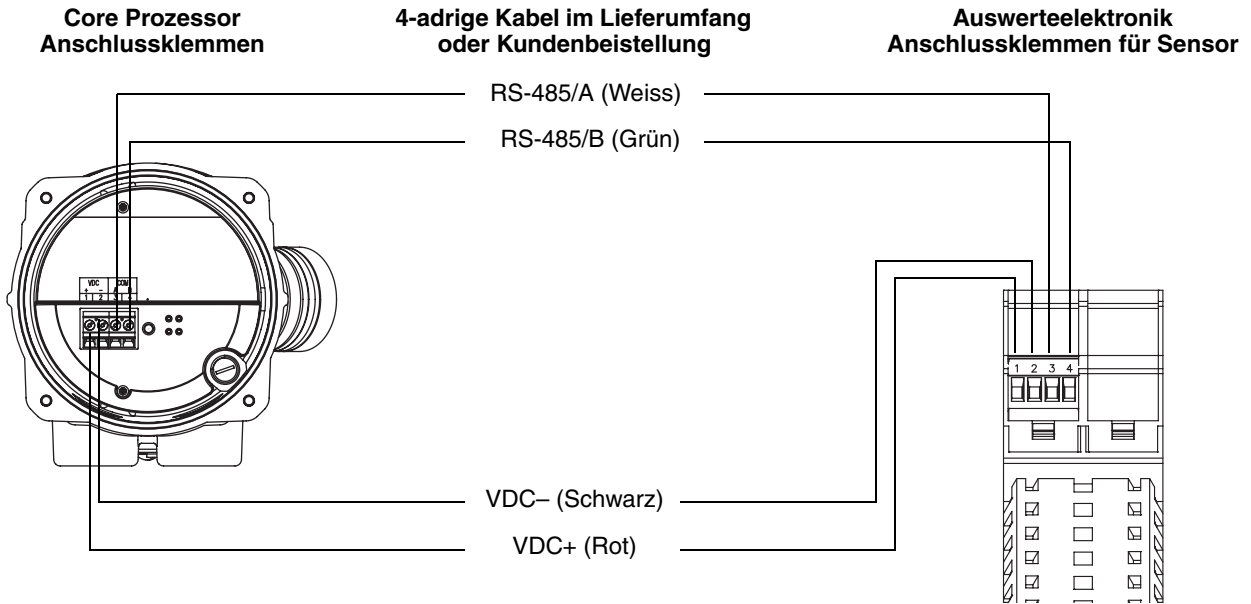 Core Prozessor
Anschlussklemmen
4-adrige Kabel im Lieferumfang
oder Kundenbeistellung
Auswerteelektronik
Anschlussklemmen für Sensor
RS-485/A (Weiss)
RS-485/B (Grün)
VDC COM
+ - A B
1 2 3 4
1 2 3 4
VDC– (Schwarz)
VDC+ (Rot)